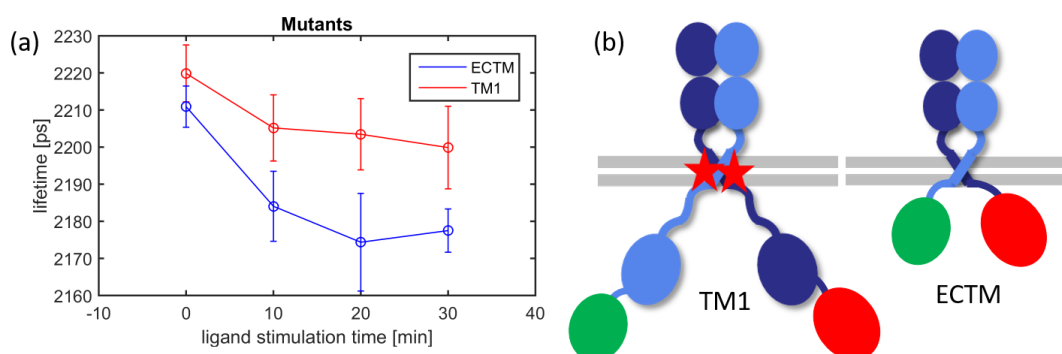 (a)
Mutants
2230
2220
2210
2200
2190
2180
2170
2160
lifetime [ps]
-10 0 10 20 30 40
ligand stimulation time [min]
ECTM
TM1
(b)
TM1
ECTM